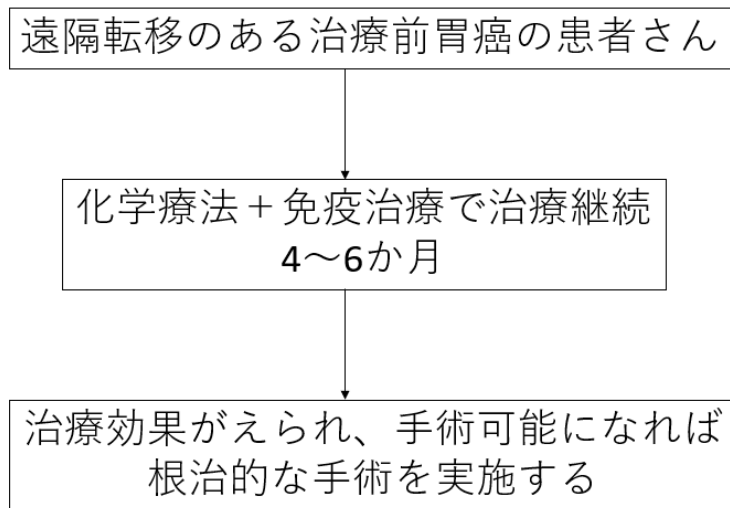 遠隔転移のある治療前胃癌の患者さん
化学療法＋免疫治療で治療継続
4～6か月
治療効果がえられ、手術可能になれば
根治的な手術を実施する